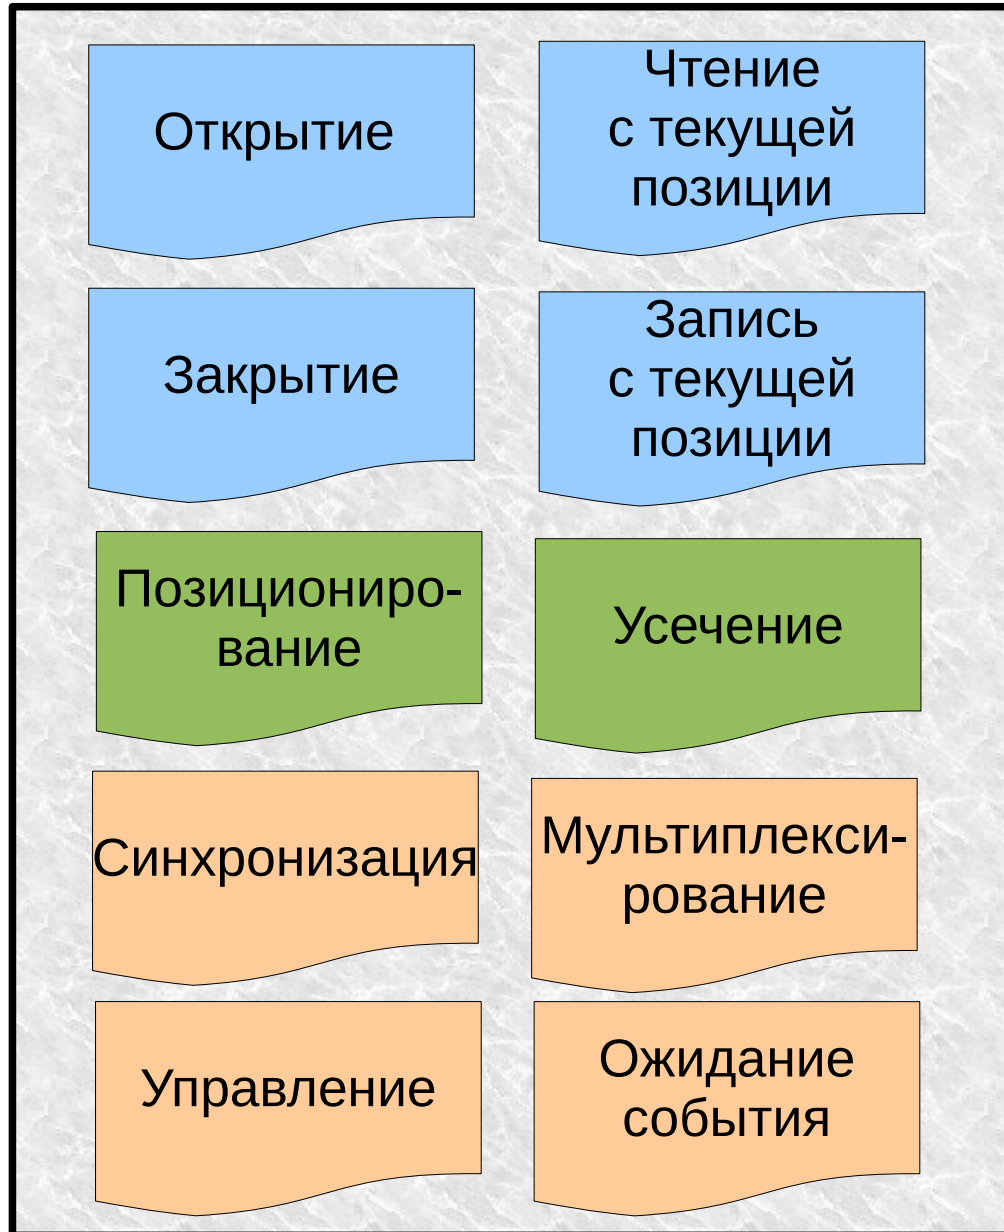 Открытие
Чтение
с текущей
позиции
Закрытие
Запись
с текущей
позиции
Позициониро-
вание
Усечение
Синхронизация
Мультиплекси-
рование
Управление
Ожидание
события